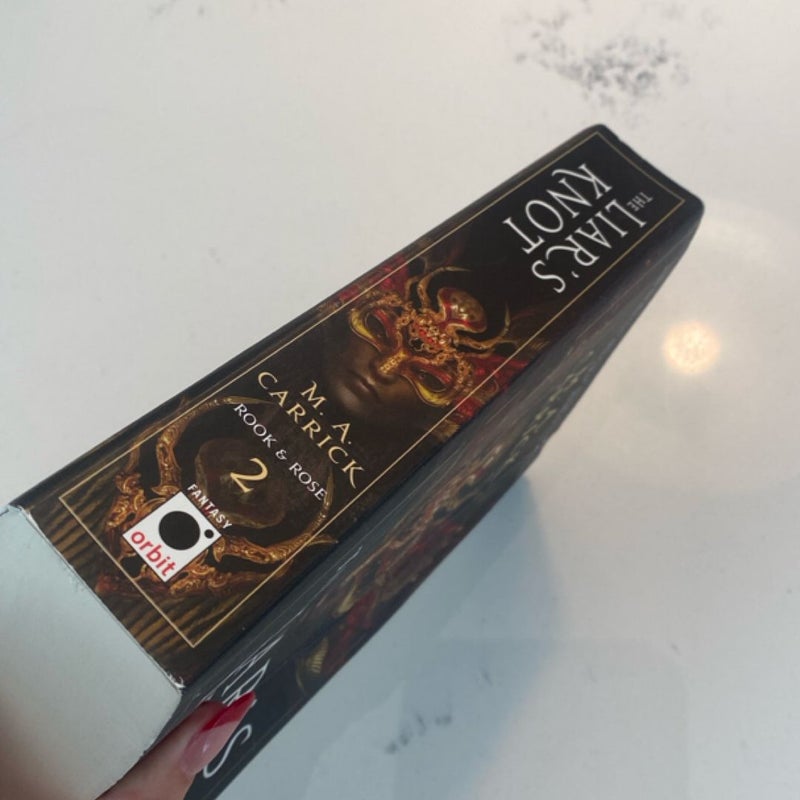 THE
LIAR'S
KNOT
M. A.
CARRICK
ROOK & ROSE
2
FANTASY
orbit